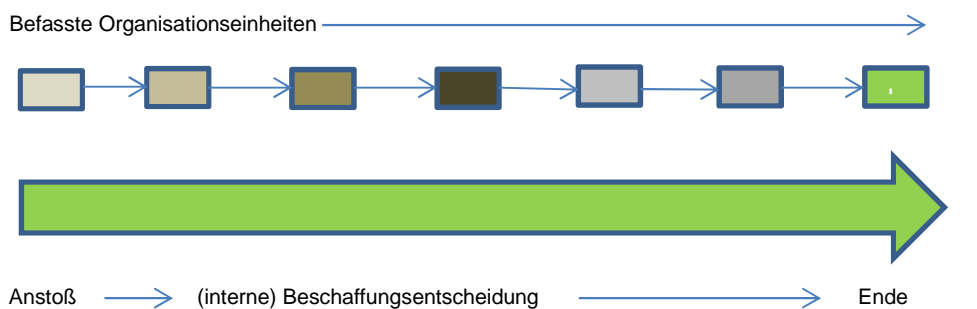 Befasste Organisationseinheiten
Anstoß (interne) Beschaffungsentscheidung Ende